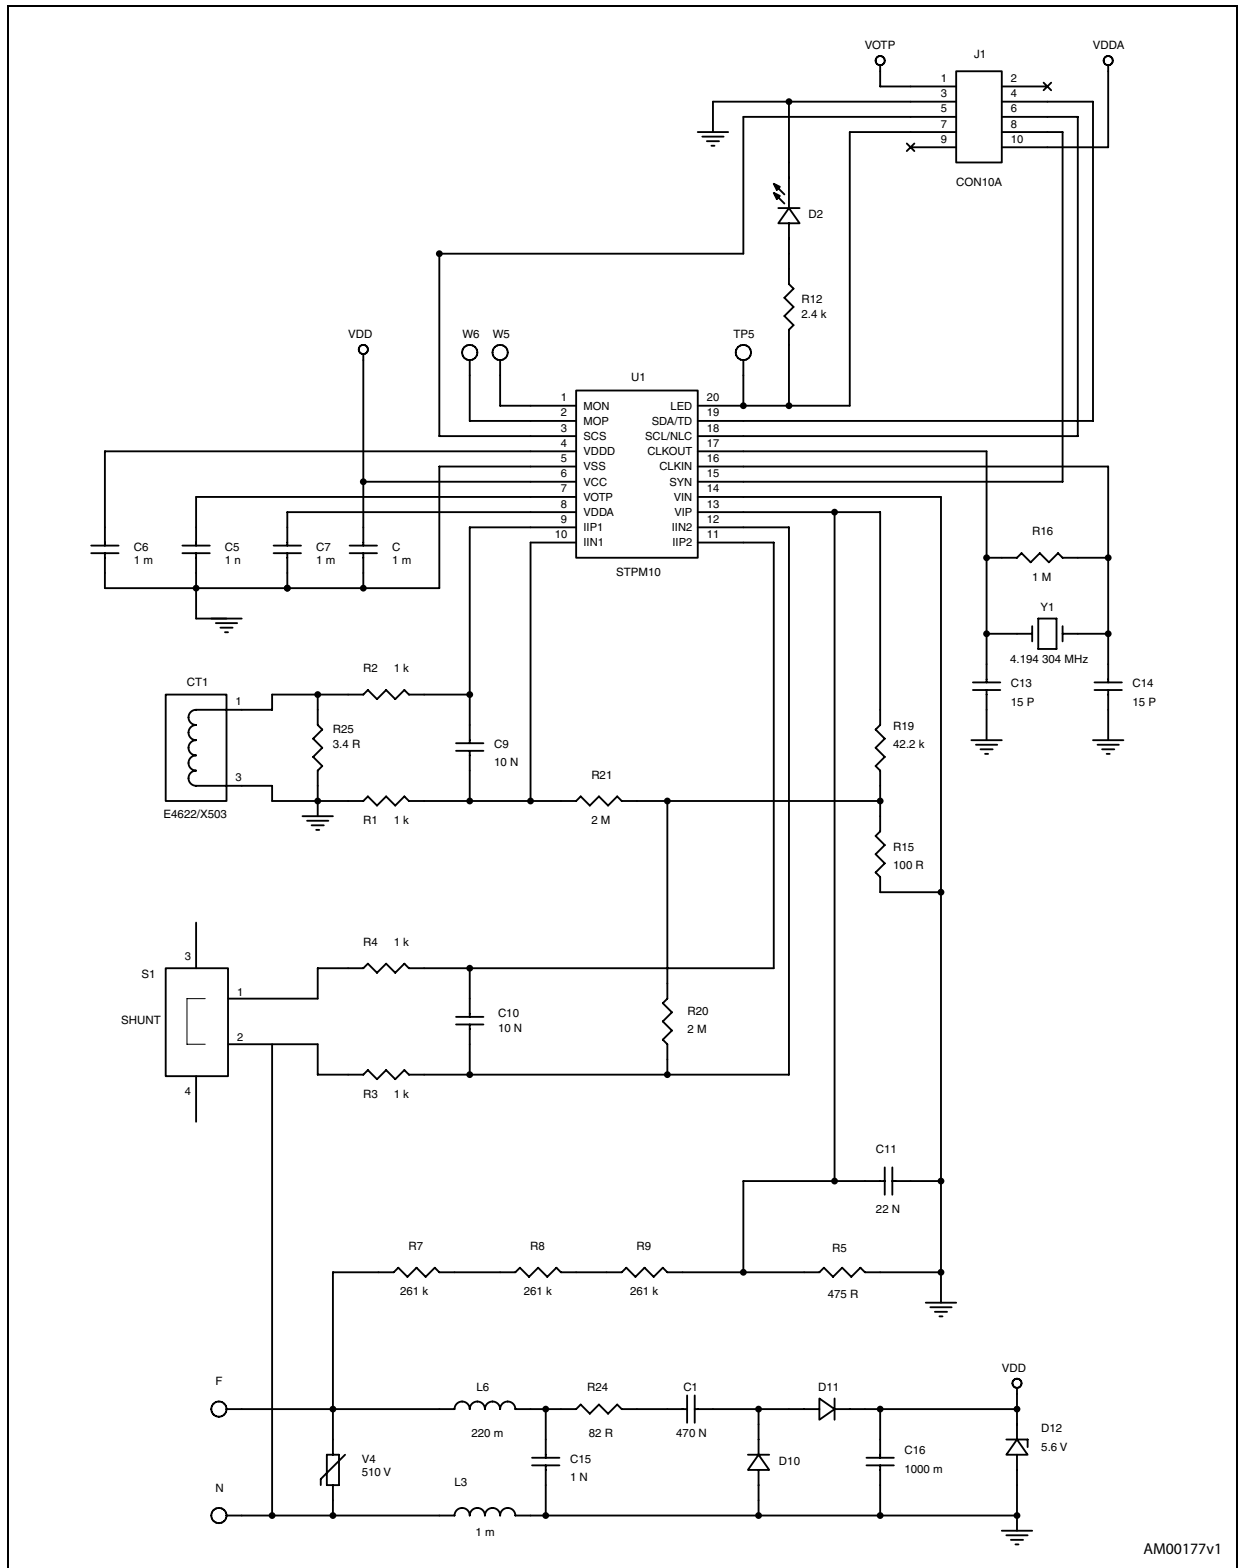 VOTP
J1
VDDA
1
2
3
4
5
6
7
8
9
10
CON10A
D2
R12
2.4 k
VDD
W6
W5
TP5
U1
1
MON
LED
20
2
MOP
SDA/TD
19
3
SCS
SCL/NLC
18
4
VDDD
CLKOUT
17
5
VSS
CLKIN
16
6
VCC
SYN
15
7
VOTP
VIN
14
8
VDDA
VIP
13
9
IIP1
IIN2
12
10
IIN1
IIP2
11
STPM10
C6
1 m
C5
1 n
C7
1 m
C
1 m
R16
1 M
Y1
4.194 304 MHz
C13
15 P
C14
15 P
CT1
1
3
E4622/X503
R2 1 k
R25
3.4 R
C9
10 N
R1 1 k
R21
2 M
R19
42.2 k
R15
100 R
S1
3
1
SHUNT
2
4
R4 1 k
C10
10 N
R20
2 M
R3 1 k
C11
22 N
R7
261 k
R8
261 k
R9
261 k
R5
475 R
F
L6
220 m
R24
82 R
C1
470 N
D11
VDD
V4
510 V
C15
1 N
D10
C16
1000 m
D12
5.6 V
N
L3
1 m
AM00177v1